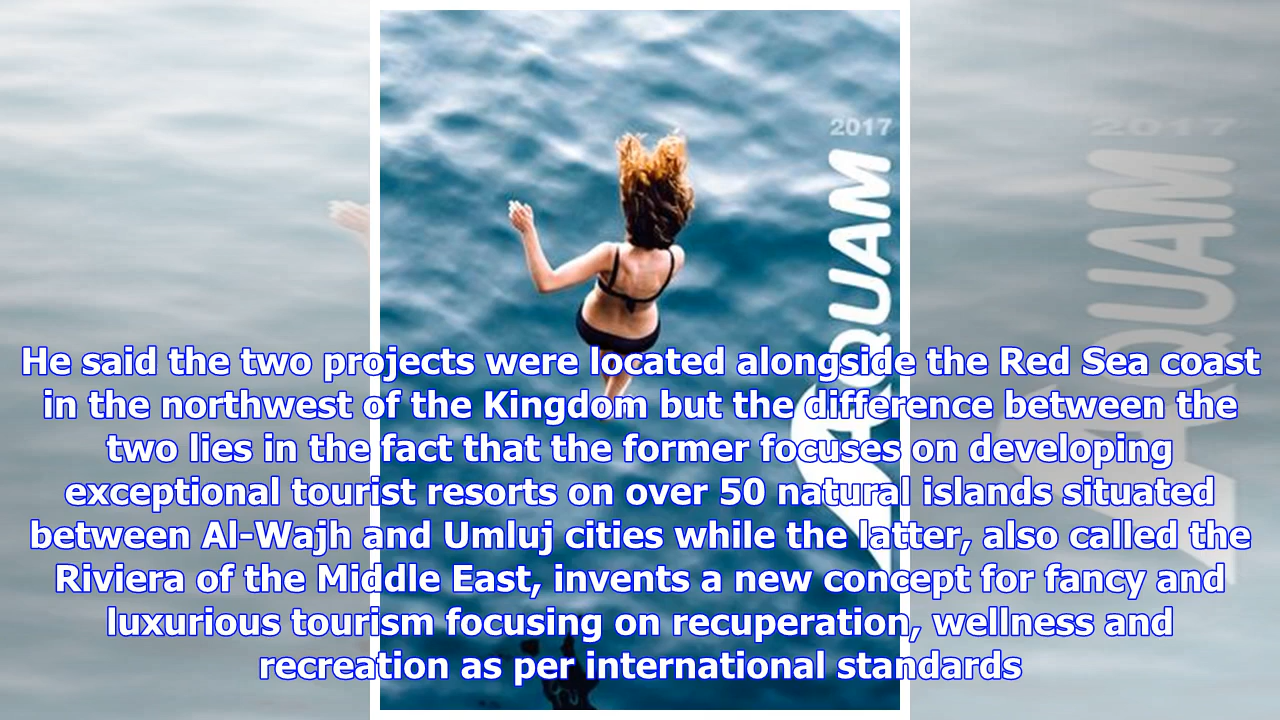 2017
AQUAM
He said the two projects were located alongside the Red Sea coast
in the northwest of the Kingdom but the difference between the
two lies in the fact that the former focuses on developing
exceptional tourist resorts on over 50 natural islands situated
between Al-Wajh and Umluj cities while the latter, also called the
Riviera of the Middle East, invents a new concept for fancy and
luxurious tourism focusing on recuperation, wellness and
recreation as per international standards
2017
AQUAM